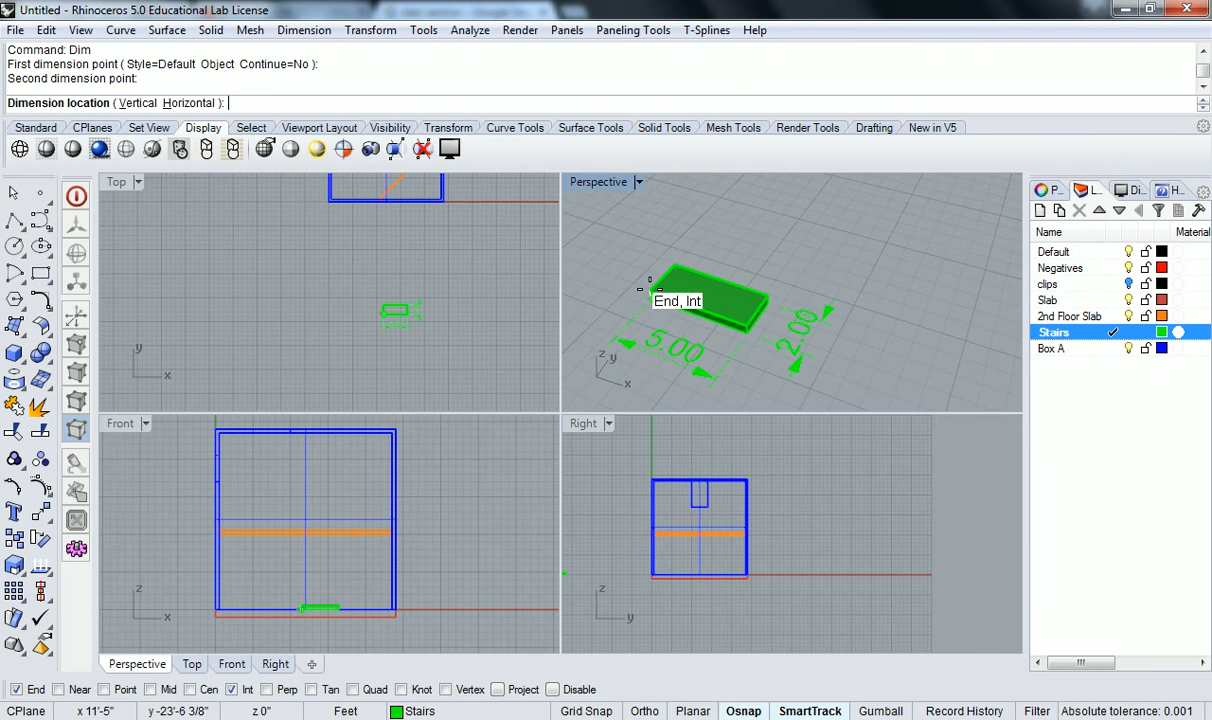 Untitled - Rhinoceros 5.0 Educational Lab License
File Edit View Curve Surface Solid Mesh Dimension Transform Tools Analyze Render Panels Paneling Tools T-Splines Help
Command: Dim
First dimension point ( Style=Default Object Continue=No ):
Second dimension point:
Dimension location ( Vertical Horizontal ):
Standard CPlanes Set View Display Select Viewport Layout Visibility Transform Curve Tools Surface Tools Solid Tools Mesh Tools Render Tools Drafting New in V5
Top
y
x
Perspective
End, Int
5.00
2.00
z y
x
Front
z
x
Right
z
y
P... L... Di... H...
Name Material
Default
Negatives
clips
Slab
2nd Floor Slab
Stairs
Box A
Perspective Top Front Right
End Near Point Mid Cen Int Perp Tan Quad Knot Vertex Project Disable
CPlane x 11'-5" y -23'-6 3/8" z 0" Feet Stairs Grid Snap Ortho Planar Osnap SmartTrack Gumball Record History Filter Absolute tolerance: 0.001